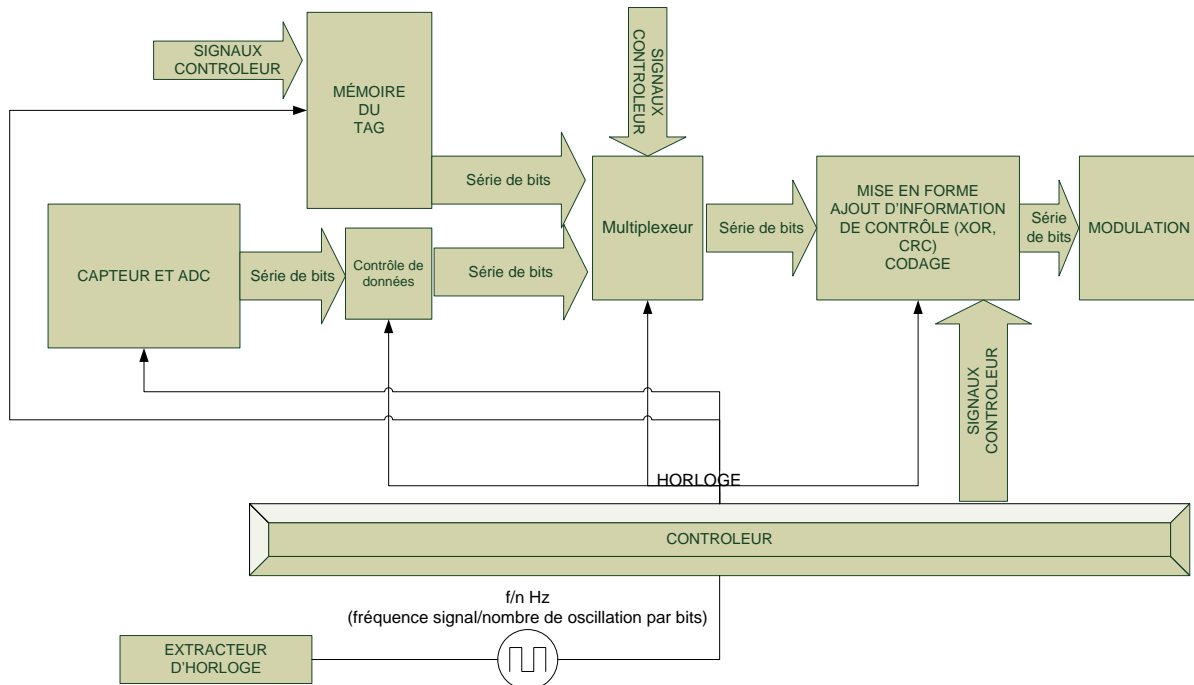 SIGNAUX
CONTROLEUR
MÉMOIRE
DU
TAG
SIGNAUX
CONTROLEUR
Série de bits
Multiplexeur
Série de bits
MISE EN FORME
AJOUT D'INFORMATION
DE CONTRÔLE (XOR,
CRC)
CODAGE
Série
de bits
MODULATION
CAPTEUR ET ADC
Série de bits
Contrôle de
données
Série de bits
SIGNAUX
CONTROLEUR
HORLOGE
CONTROLEUR
f/n Hz
(fréquence signal/nombre de oscillation par bits)
EXTRACTEUR
D'HORLOGE